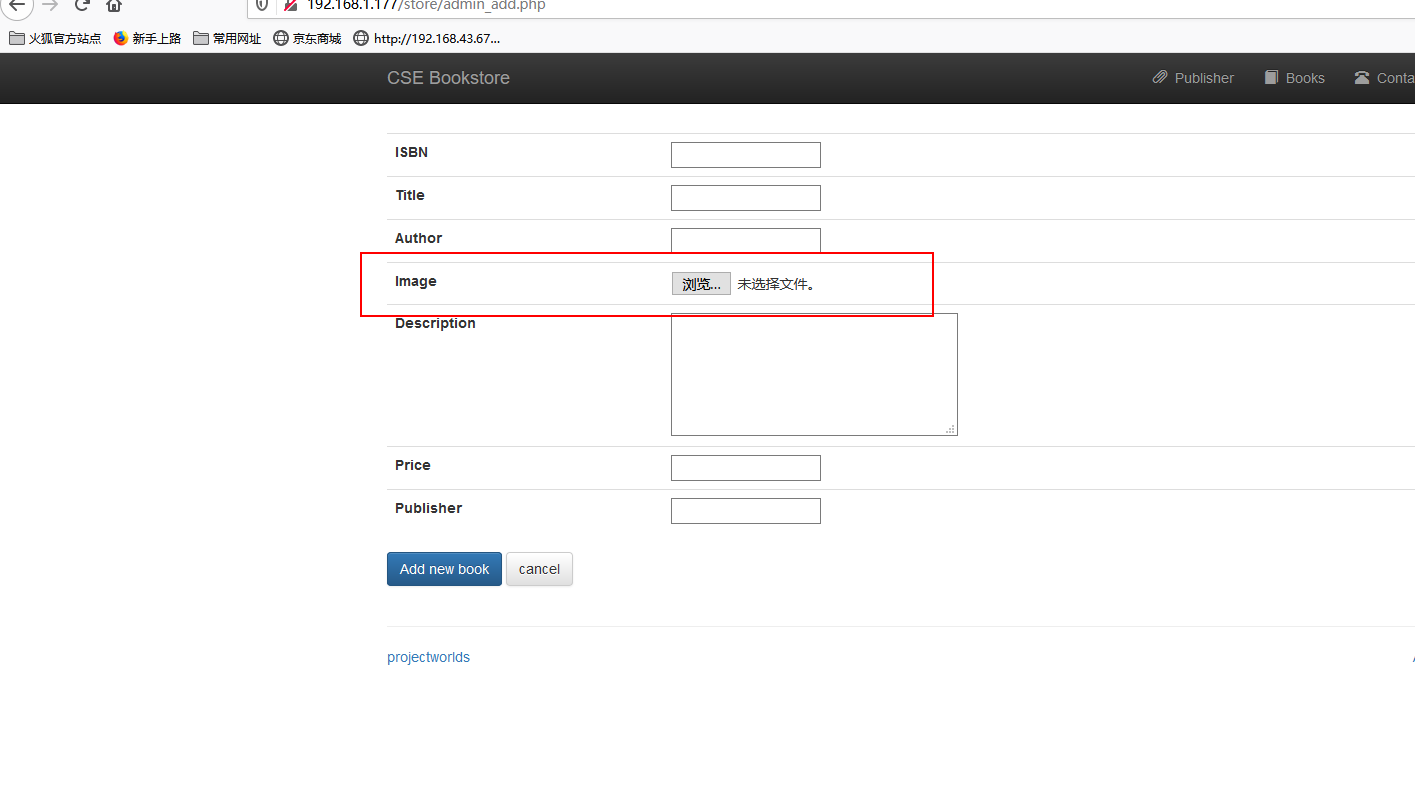 192.168.1.177/store/admin_add.php
火狐官方站点 新手上路 常用网址 京东商城 http://192.168.43.67...
CSE Bookstore Publisher Books Conta
ISBN
Title
Author
Image 浏览... 未选择文件。
Description
Price
Publisher
Add new book cancel
projectworlds